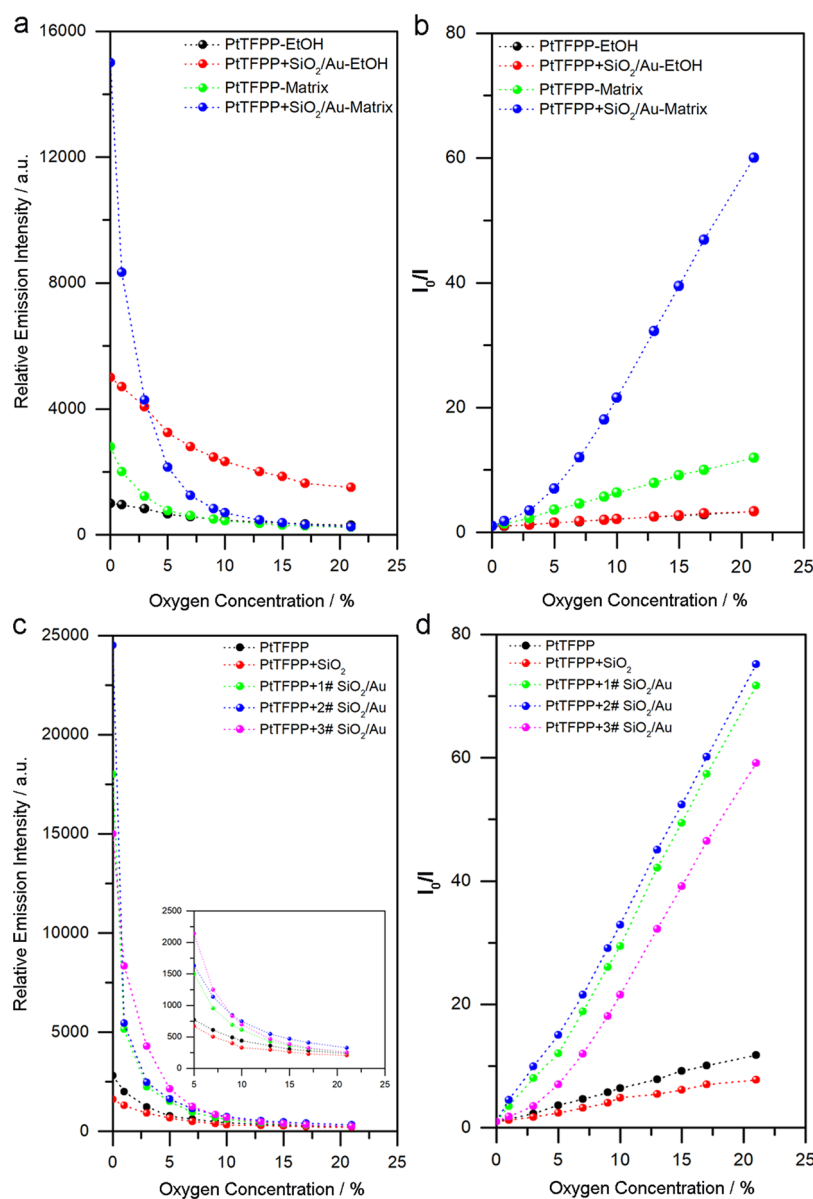 a
16000
12000
8000
4000
0
0 5 10 15 20 25
Relative Emission Intensity / a.u.
Oxygen Concentration / %
PtTFPP-EtOH
PtTFPP+SiO2/Au-EtOH
PtTFPP-Matrix
PtTFPP+SiO2/Au-Matrix
b
80
60
40
20
0
0 5 10 15 20 25
I0/I
Oxygen Concentration / %
PtTFPP-EtOH
PtTFPP+SiO2/Au-EtOH
PtTFPP-Matrix
PtTFPP+SiO2/Au-Matrix
c
25000
20000
15000
10000
5000
0
0 5 10 15 20 25
Relative Emission Intensity / a.u.
Oxygen Concentration / %
PtTFPP
PtTFPP+SiO2
PtTFPP+1# SiO2/Au
PtTFPP+2# SiO2/Au
PtTFPP+3# SiO2/Au
2500
2250
2000
1750
1500
1250
1000
750
500
250
0
5 10 15 20 25
d
80
60
40
20
0
0 5 10 15 20 25
I0/I
Oxygen Concentration / %
PtTFPP
PtTFPP+SiO2
PtTFPP+1# SiO2/Au
PtTFPP+2# SiO2/Au
PtTFPP+3# SiO2/Au